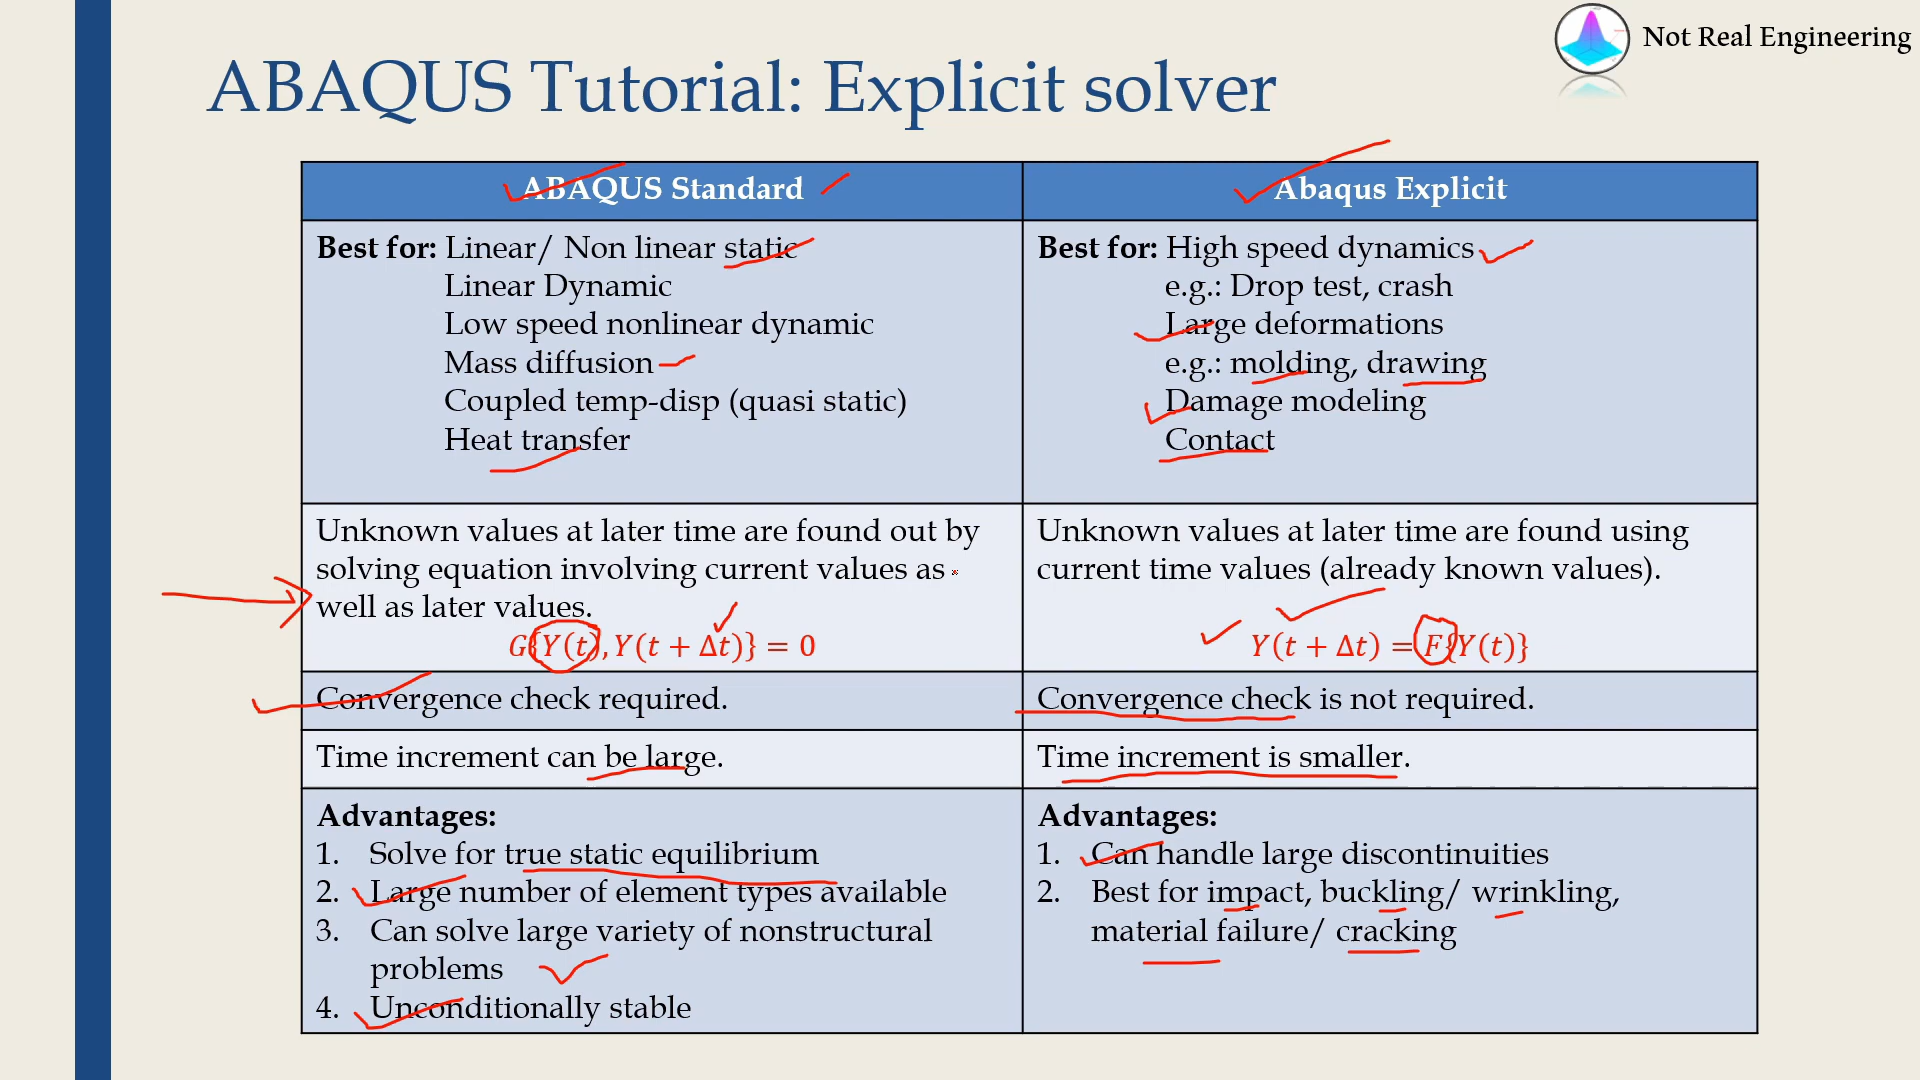 Not Real Engineering
ABAQUS Tutorial: Explicit solver
ABAQUS Standard
Abaqus Explicit
Best for: Linear/ Non linear static
Linear Dynamic
Low speed nonlinear dynamic
Mass diffusion
Coupled temp-disp (quasi static)
Heat transfer
Best for: High speed dynamics
e.g.: Drop test, crash
Large deformations
e.g.: molding, drawing
Damage modeling
Contact
Unknown values at later time are found out by
solving equation involving current values as
well as later values.
G{Y(t), Y(t + Δt)} = 0
Unknown values at later time are found using
current time values (already known values).
Y(t + Δt) = F{Y(t)}
Convergence check required.
Convergence check is not required.
Time increment can be large.
Time increment is smaller.
Advantages:
1. Solve for true static equilibrium
2. Large number of element types available
3. Can solve large variety of nonstructural
problems
4. Unconditionally stable
Advantages:
1. Can handle large discontinuities
2. Best for impact, buckling/ wrinkling,
material failure/ cracking